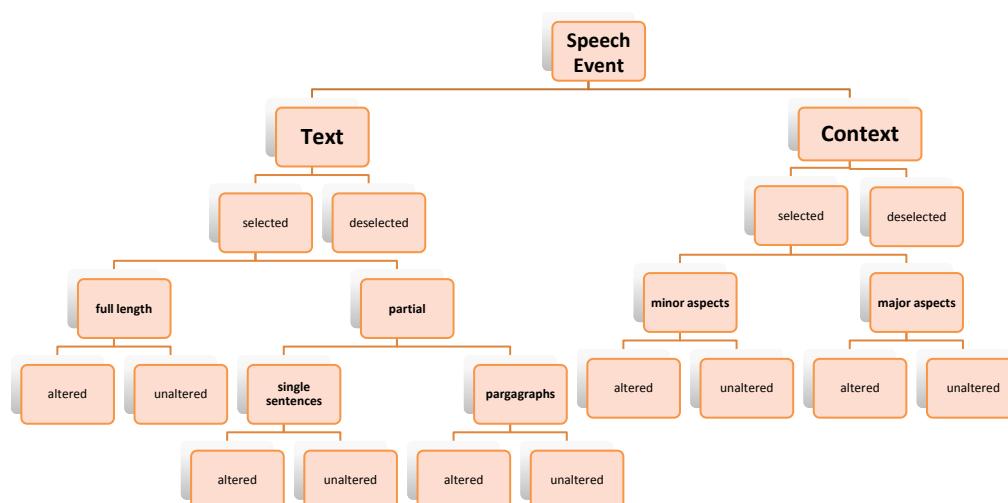 Speech
Event
Text
Context
selected
deselected
selected
deselected
full length
partial
minor aspects
major aspects
altered
unaltered
single
sentences
pargagraphs
altered
unaltered
altered
unaltered
altered
unaltered
altered
unaltered